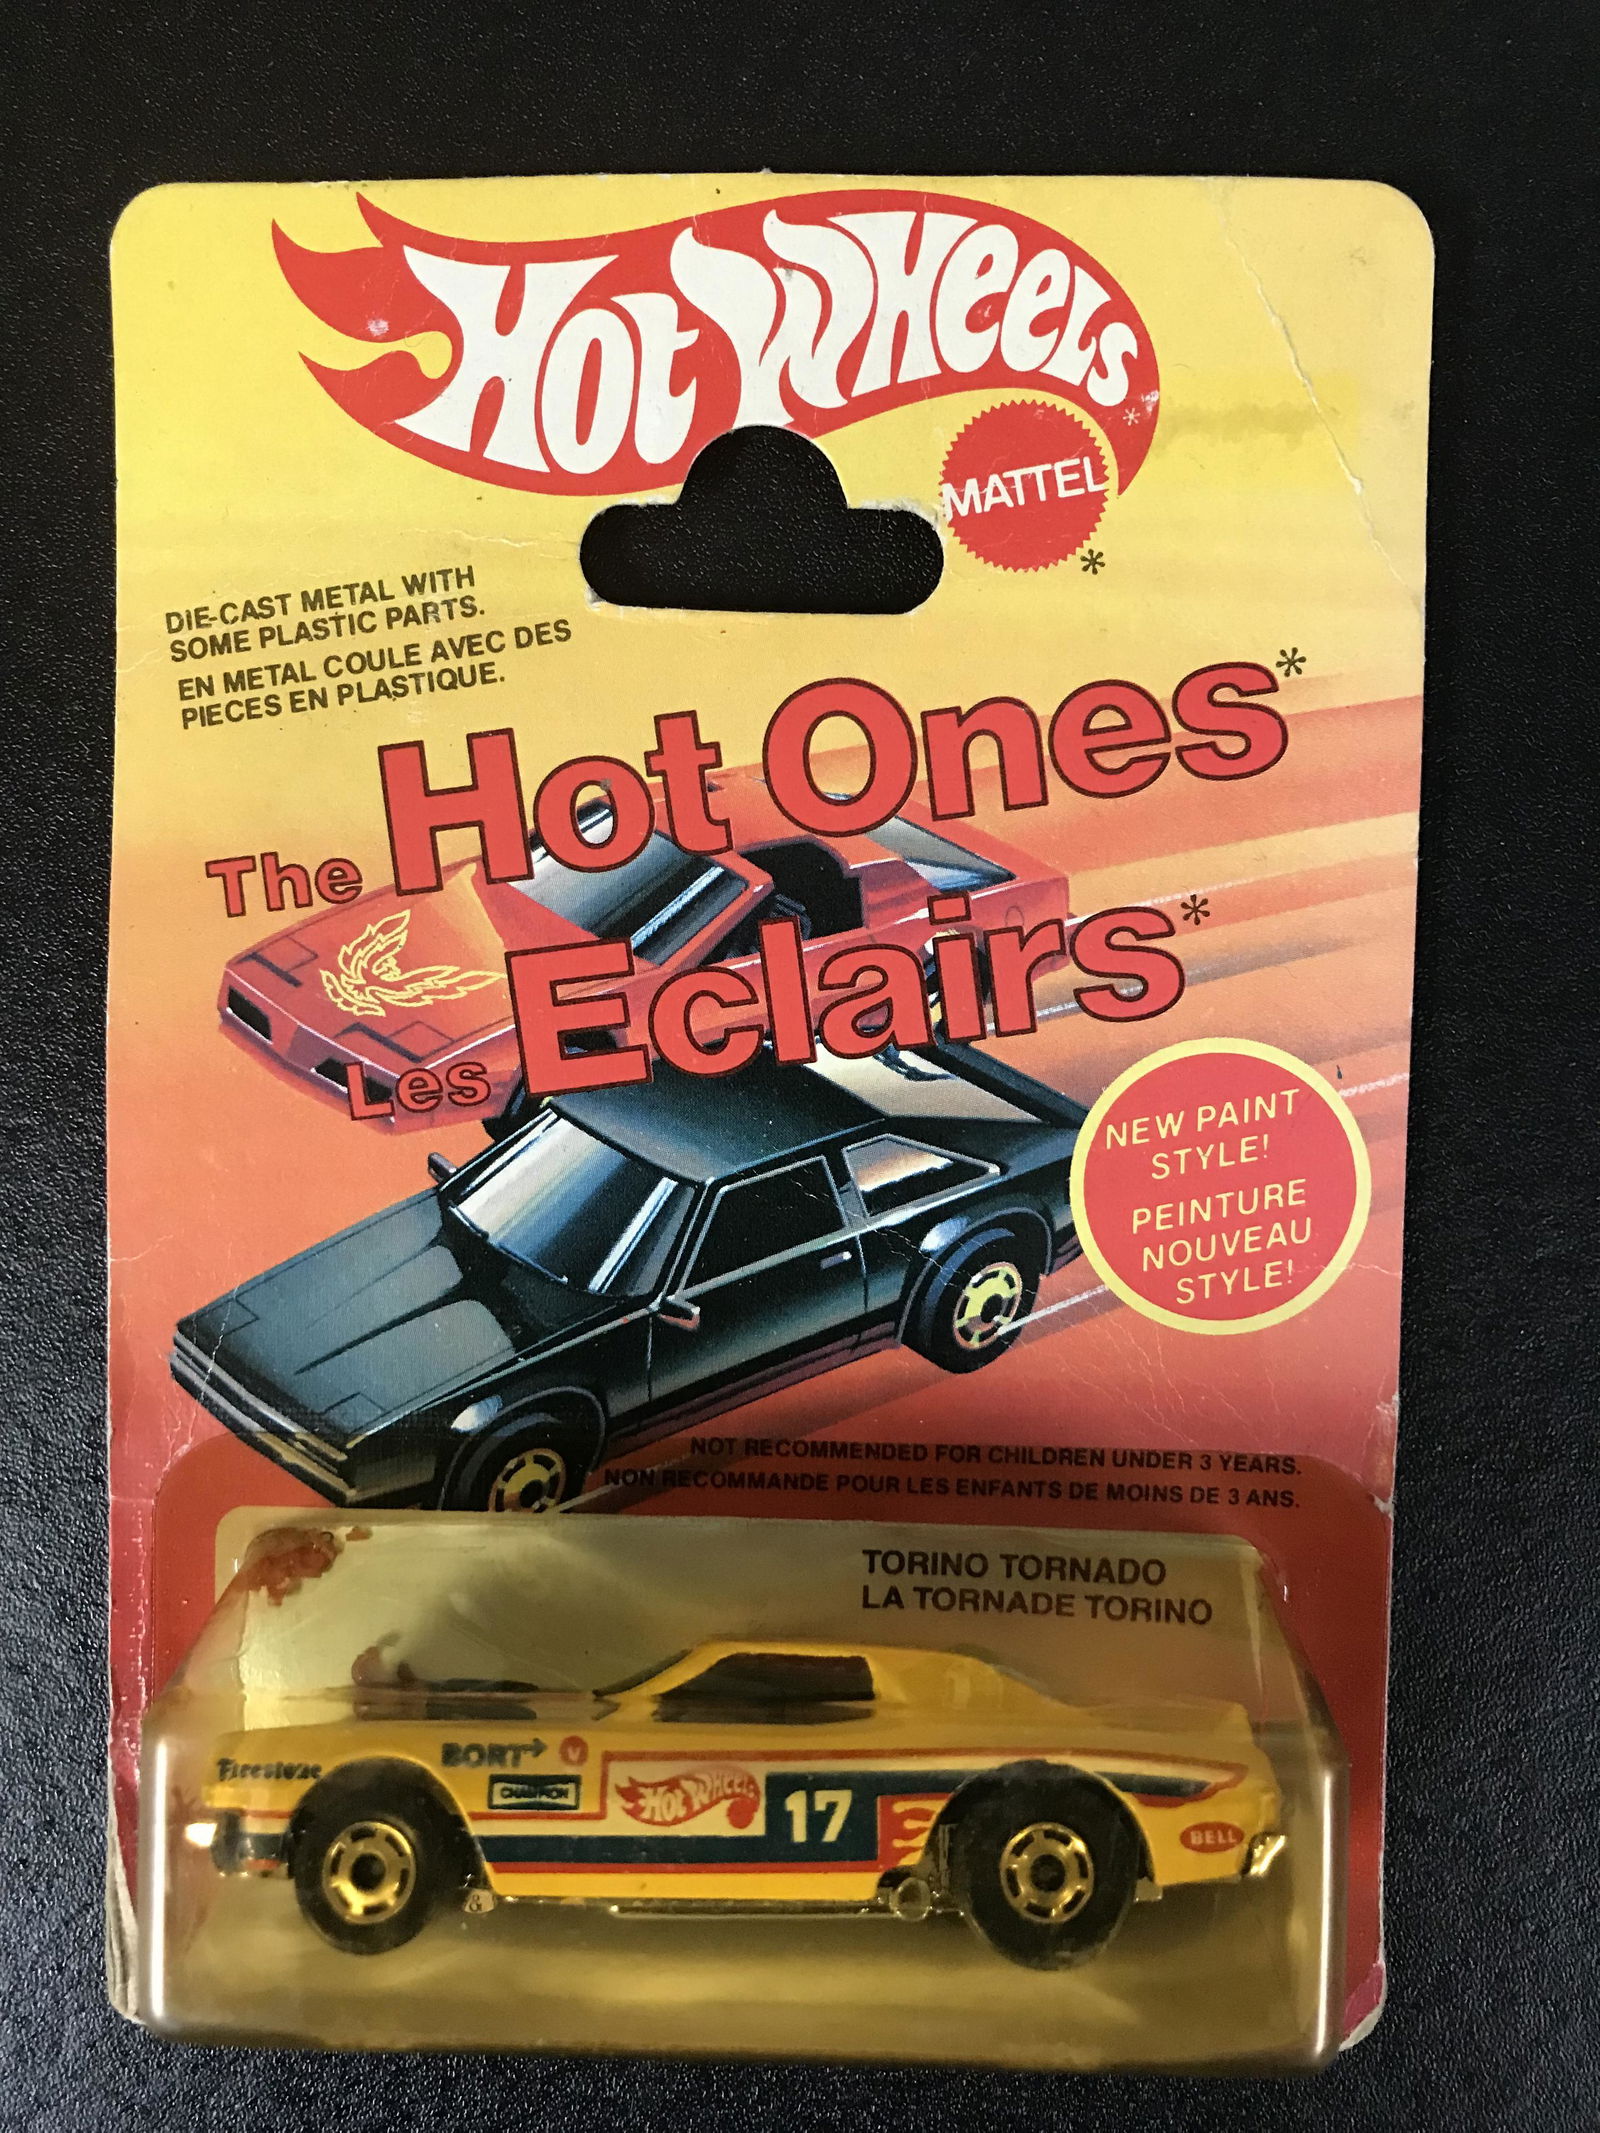 Hot Wheels*
MATTEL*
DIE-CAST METAL WITH
SOME PLASTIC PARTS.
EN METAL COULE AVEC DES
PIECES EN PLASTIQUE.
The Hot Ones*
Les Eclairs*
NEW PAINT
STYLE!
PEINTURE
NOUVEAU
STYLE!
NOT RECOMMENDED FOR CHILDREN UNDER 3 YEARS.
NON RECOMMANDE POUR LES ENFANTS DE MOINS DE 3 ANS.
TORINO TORNADO
LA TORNADE TORINO
Firestone
BORT
V
CHAMPION
HOT WHEELS
17
BELL
&